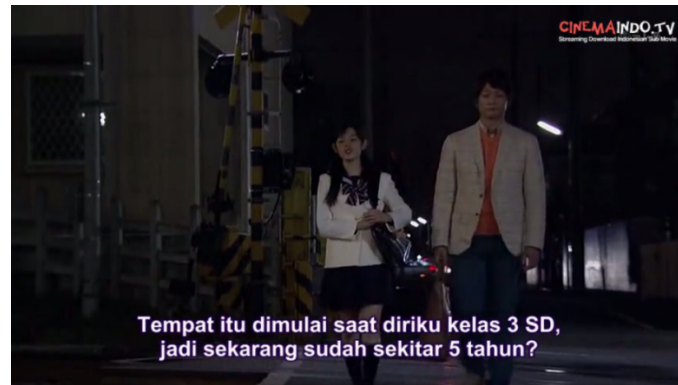 CINEMAINDO.TV
Streaming Download Indonesian Sub Movie
Tempat itu dimulai saat diriku kelas 3 SD,
jadi sekarang sudah sekitar 5 tahun?